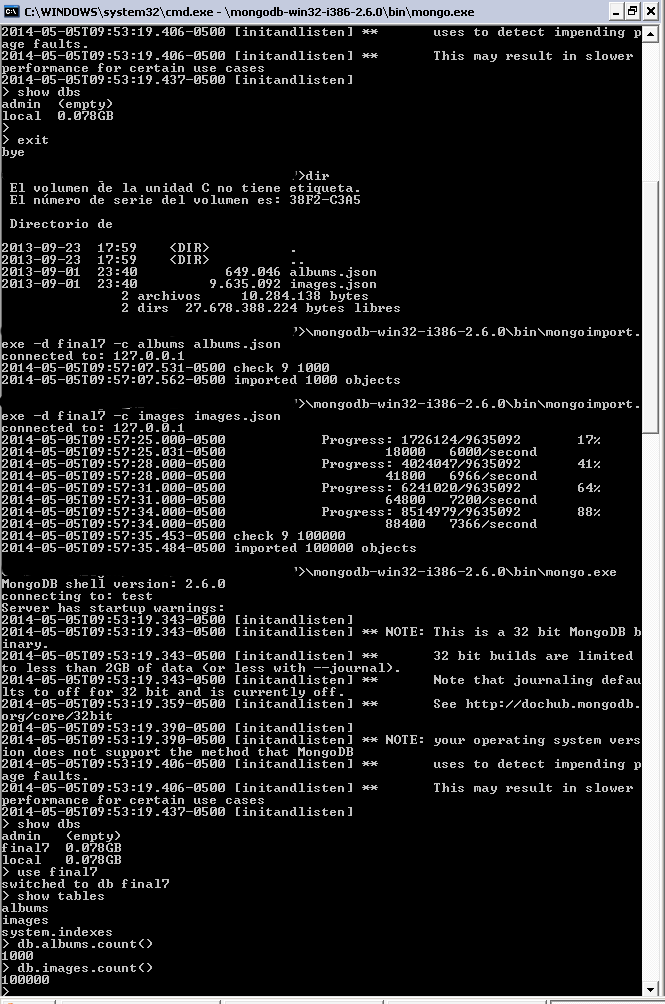 C:\WINDOWS\system32\cmd.exe - \mongodb-win32-i386-2.6.0\bin\mongo.exe
2014-05-05T09:53:19.406-0500 [initandlisten] **       uses to detect impending p
age faults.
2014-05-05T09:53:19.406-0500 [initandlisten] **       This may result in slower
performance for certain use cases
2014-05-05T09:53:19.437-0500 [initandlisten]
> show dbs
admin  (empty)
local  0.078GB
>
> exit
bye
'>dir
El volumen de la unidad C no tiene etiqueta.
El número de serie del volumen es: 38F2-C3A5
Directorio de
2013-09-23  17:59    <DIR>          .
2013-09-23  17:59    <DIR>          ..
2013-09-01  23:40           649.046 albums.json
2013-09-01  23:40         9.635.092 images.json
2 archivos     10.284.138 bytes
2 dirs  27.678.388.224 bytes libres
'>\mongodb-win32-i386-2.6.0\bin\mongoimport.
exe -d final7 -c albums albums.json
connected to: 127.0.0.1
2014-05-05T09:57:07.531-0500 check 9 1000
2014-05-05T09:57:07.562-0500 imported 1000 objects
'>\mongodb-win32-i386-2.6.0\bin\mongoimport.
exe -d final7 -c images images.json
connected to: 127.0.0.1
2014-05-05T09:57:25.000-0500            Progress: 1726124/9635092       17%
2014-05-05T09:57:25.031-0500                    18000   6000/second
2014-05-05T09:57:28.000-0500            Progress: 4024047/9635092       41%
2014-05-05T09:57:28.000-0500                    41800   6966/second
2014-05-05T09:57:31.000-0500            Progress: 6241020/9635092       64%
2014-05-05T09:57:31.000-0500                    64800   7200/second
2014-05-05T09:57:34.000-0500            Progress: 8514979/9635092       88%
2014-05-05T09:57:34.000-0500                    88400   7366/second
2014-05-05T09:57:35.453-0500 check 9 100000
2014-05-05T09:57:35.484-0500 imported 100000 objects
'>\mongodb-win32-i386-2.6.0\bin\mongo.exe
MongoDB shell version: 2.6.0
connecting to: test
Server has startup warnings:
2014-05-05T09:53:19.343-0500 [initandlisten]
2014-05-05T09:53:19.343-0500 [initandlisten] ** NOTE: This is a 32 bit MongoDB b
inary.
2014-05-05T09:53:19.343-0500 [initandlisten] **       32 bit builds are limited
to less than 2GB of data (or less with --journal).
2014-05-05T09:53:19.343-0500 [initandlisten] **       Note that journaling defau
lts to off for 32 bit and is currently off.
2014-05-05T09:53:19.359-0500 [initandlisten] **       See http://dochub.mongodb.
org/core/32bit
2014-05-05T09:53:19.390-0500 [initandlisten]
2014-05-05T09:53:19.390-0500 [initandlisten] ** NOTE: your operating system vers
ion does not support the method that MongoDB
2014-05-05T09:53:19.406-0500 [initandlisten] **       uses to detect impending p
age faults.
2014-05-05T09:53:19.406-0500 [initandlisten] **       This may result in slower
performance for certain use cases
2014-05-05T09:53:19.437-0500 [initandlisten]
> show dbs
admin   (empty)
final7  0.078GB
local   0.078GB
> use final7
switched to db final7
> show tables
albums
images
system.indexes
> db.albums.count()
1000
> db.images.count()
100000
>